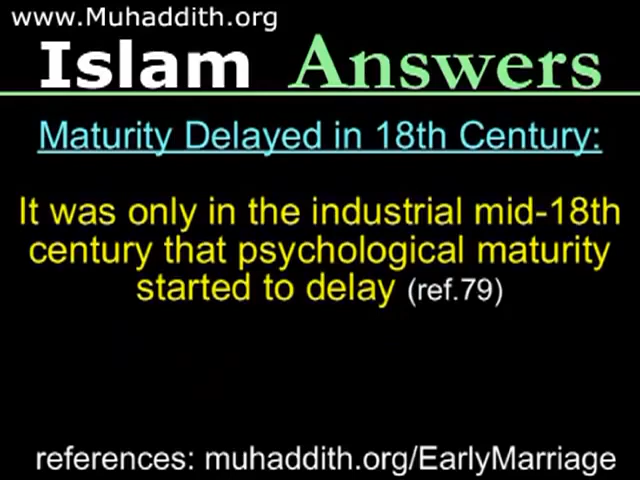 www.Muhaddith.org
Islam Answers
Maturity Delayed in 18th Century:
It was only in the industrial mid-18th
century that psychological maturity
started to delay (ref.79)
references: muhaddith.org/EarlyMarriage